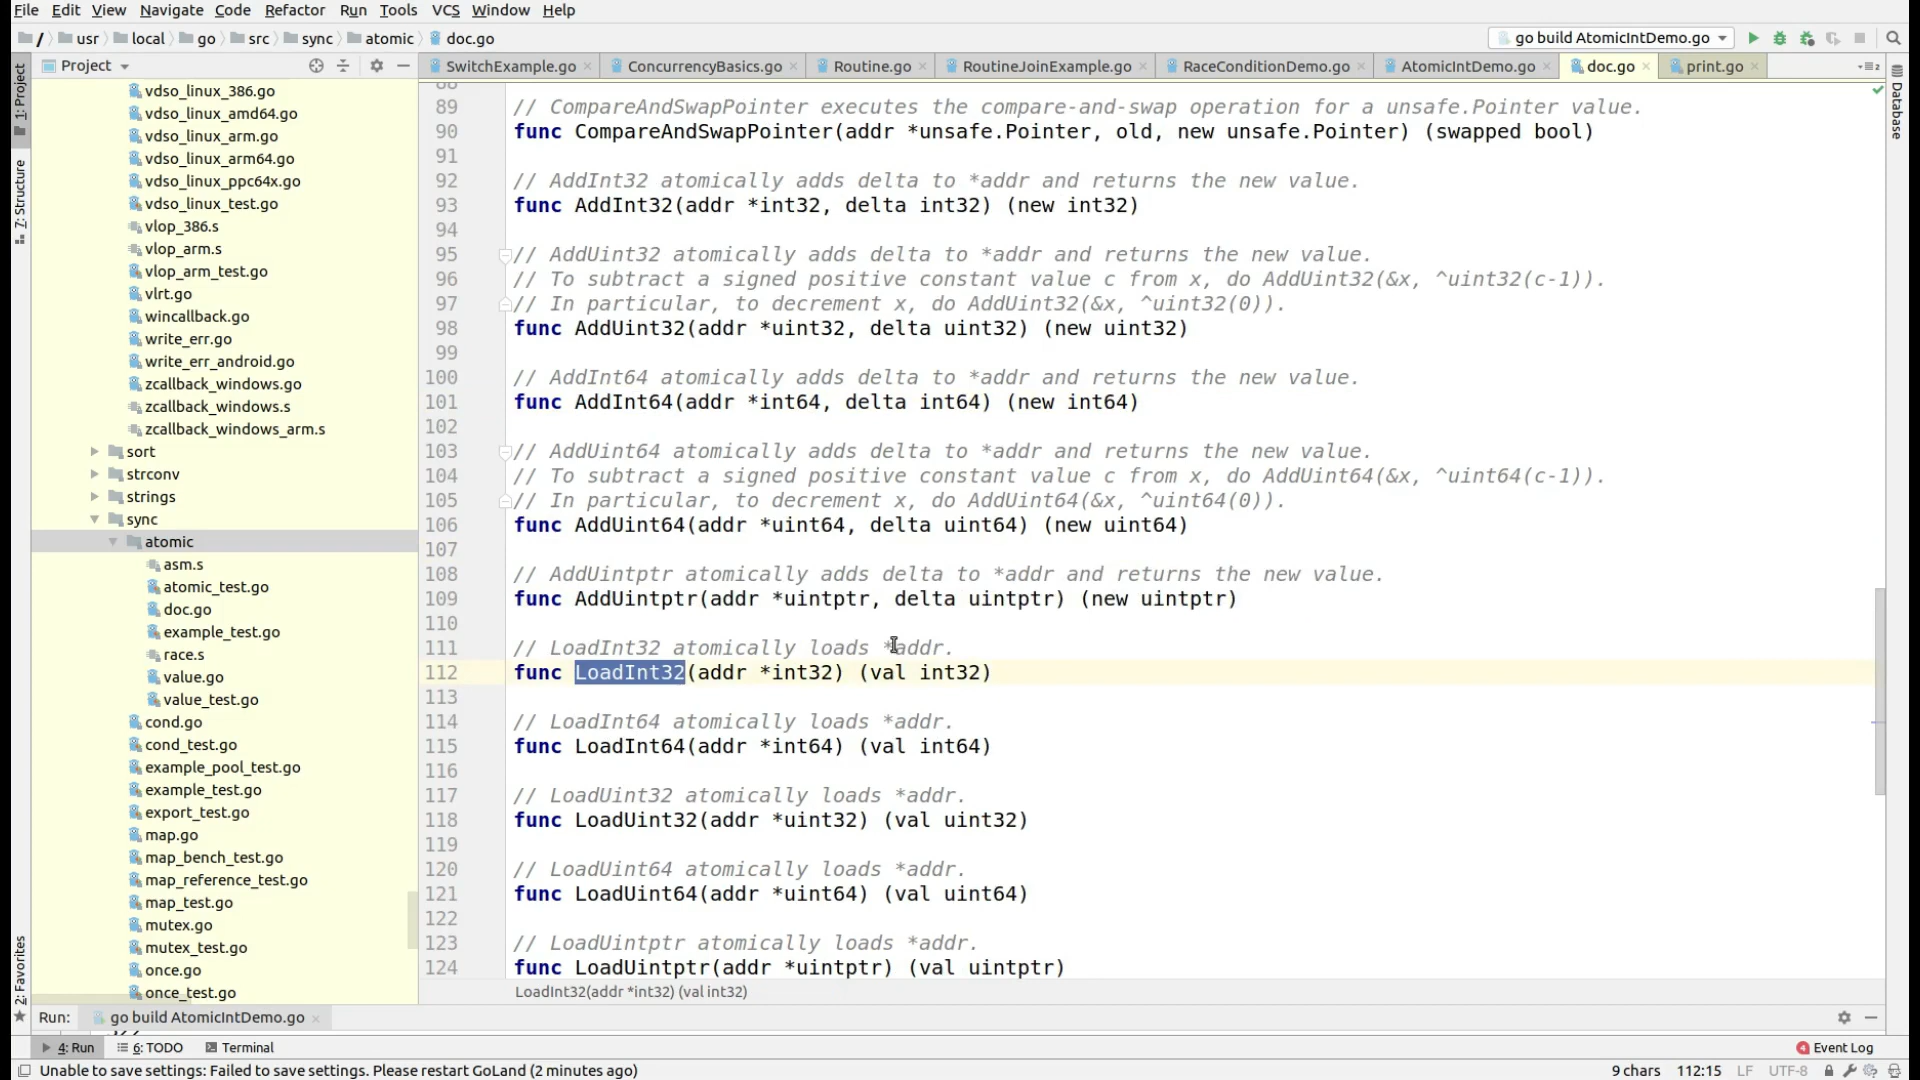 File Edit View Navigate Code Refactor Run Tools VCS Window Help
/ usr local go src sync atomic doc.go
go build AtomicIntDemo.go
Project
SwitchExample.go ConcurrencyBasics.go Routine.go RoutineJoinExample.go RaceConditionDemo.go AtomicIntDemo.go doc.go print.go
1: Project
7: Structure
2: Favorites
Database
vdso_linux_386.go
vdso_linux_amd64.go
vdso_linux_arm.go
vdso_linux_arm64.go
vdso_linux_ppc64x.go
vdso_linux_test.go
vlop_386.s
vlop_arm.s
vlop_arm_test.go
vlrt.go
wincallback.go
write_err.go
write_err_android.go
zcallback_windows.go
zcallback_windows.s
zcallback_windows_arm.s
sort
strconv
strings
sync
atomic
asm.s
atomic_test.go
doc.go
example_test.go
race.s
value.go
value_test.go
cond.go
cond_test.go
example_pool_test.go
example_test.go
export_test.go
map.go
map_bench_test.go
map_reference_test.go
map_test.go
mutex.go
mutex_test.go
once.go
once_test.go
88
89 // CompareAndSwapPointer executes the compare-and-swap operation for a unsafe.Pointer value.
90 func CompareAndSwapPointer(addr *unsafe.Pointer, old, new unsafe.Pointer) (swapped bool)
91
92 // AddInt32 atomically adds delta to *addr and returns the new value.
93 func AddInt32(addr *int32, delta int32) (new int32)
94
95 // AddUint32 atomically adds delta to *addr and returns the new value.
96 // To subtract a signed positive constant value c from x, do AddUint32(&x, ^uint32(c-1)).
97 // In particular, to decrement x, do AddUint32(&x, ^uint32(0)).
98 func AddUint32(addr *uint32, delta uint32) (new uint32)
99
100 // AddInt64 atomically adds delta to *addr and returns the new value.
101 func AddInt64(addr *int64, delta int64) (new int64)
102
103 // AddUint64 atomically adds delta to *addr and returns the new value.
104 // To subtract a signed positive constant value c from x, do AddUint64(&x, ^uint64(c-1)).
105 // In particular, to decrement x, do AddUint64(&x, ^uint64(0)).
106 func AddUint64(addr *uint64, delta uint64) (new uint64)
107
108 // AddUintptr atomically adds delta to *addr and returns the new value.
109 func AddUintptr(addr *uintptr, delta uintptr) (new uintptr)
110
111 // LoadInt32 atomically loads *addr.
112 func LoadInt32(addr *int32) (val int32)
113
114 // LoadInt64 atomically loads *addr.
115 func LoadInt64(addr *int64) (val int64)
116
117 // LoadUint32 atomically loads *addr.
118 func LoadUint32(addr *uint32) (val uint32)
119
120 // LoadUint64 atomically loads *addr.
121 func LoadUint64(addr *uint64) (val uint64)
122
123 // LoadUintptr atomically loads *addr.
124 func LoadUintptr(addr *uintptr) (val uintptr)
LoadInt32(addr *int32) (val int32)
Run: go build AtomicIntDemo.go
4: Run 6: TODO Terminal
4 Event Log
Unable to save settings: Failed to save settings. Please restart GoLand (2 minutes ago)
9 chars 112:15 LF UTF-8